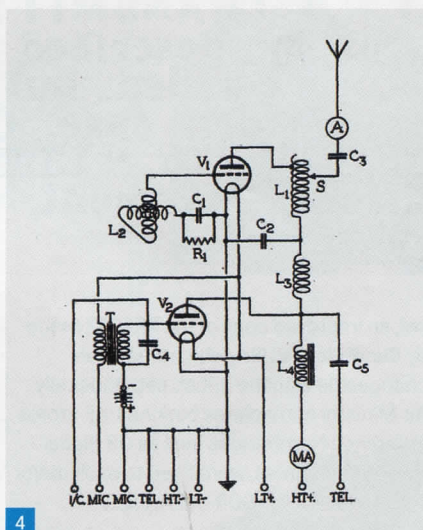 A
C3
V1
L1
S
C1
L2
R1
C2
L3
V2
T
C4
L4
C5
MA
I/C. MIC. MIC. TEL. HT- LT- LT+. HT+. TEL.
4